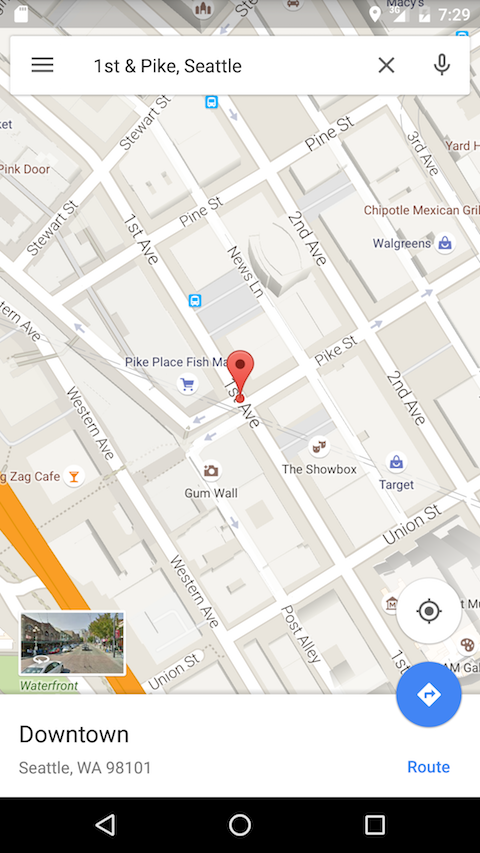 Macy's
3G
7:29
1st & Pike, Seattle
Stewart St
Pine St
3rd Ave
Yard
Pink Door
Chipotle Mexican Gril
Stewart St
Pine St
1st Ave
2nd Ave
Walgreens
News Ln
Pike St
Pike Place Fish Ma
1st Ave
2nd Ave
Western Ave
The Showbox
Target
Zag Cafe
Gum Wall
Union St
Western Ave
Post Alley
Union St
Waterfront
Downtown
Seattle, WA 98101
Route